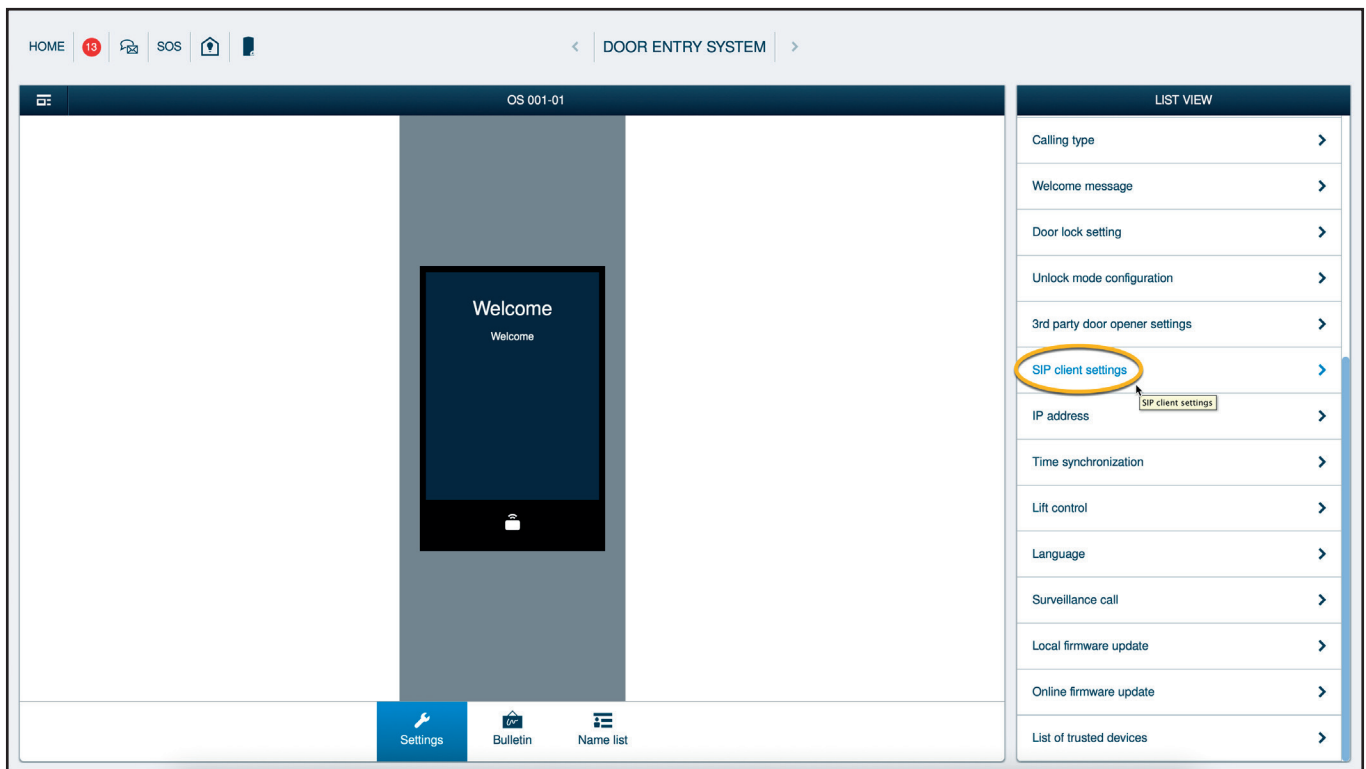 HOME
13
SOS
DOOR ENTRY SYSTEM
OS 001-01
Welcome
Welcome
Settings
Bulletin
Name list
LIST VIEW
Calling type
Welcome message
Door lock setting
Unlock mode configuration
3rd party door opener settings
SIP client settings
SIP client settings
IP address
Time synchronization
Lift control
Language
Surveillance call
Local firmware update
Online firmware update
List of trusted devices